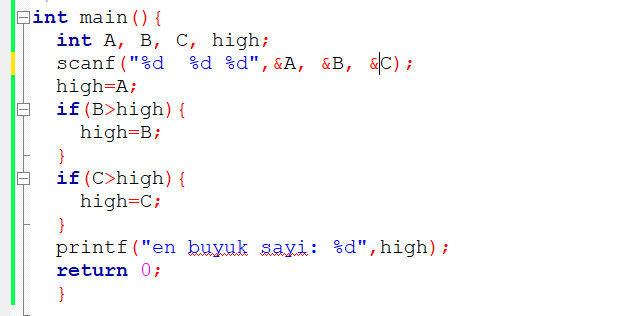 int main(){
int A, B, C, high;
scanf("%d  %d %d",&A, &B, &C);
high=A;
if(B>high){
high=B;
}
if(C>high){
high=C;
}
printf("en buyuk sayi: %d",high);
return 0;
}